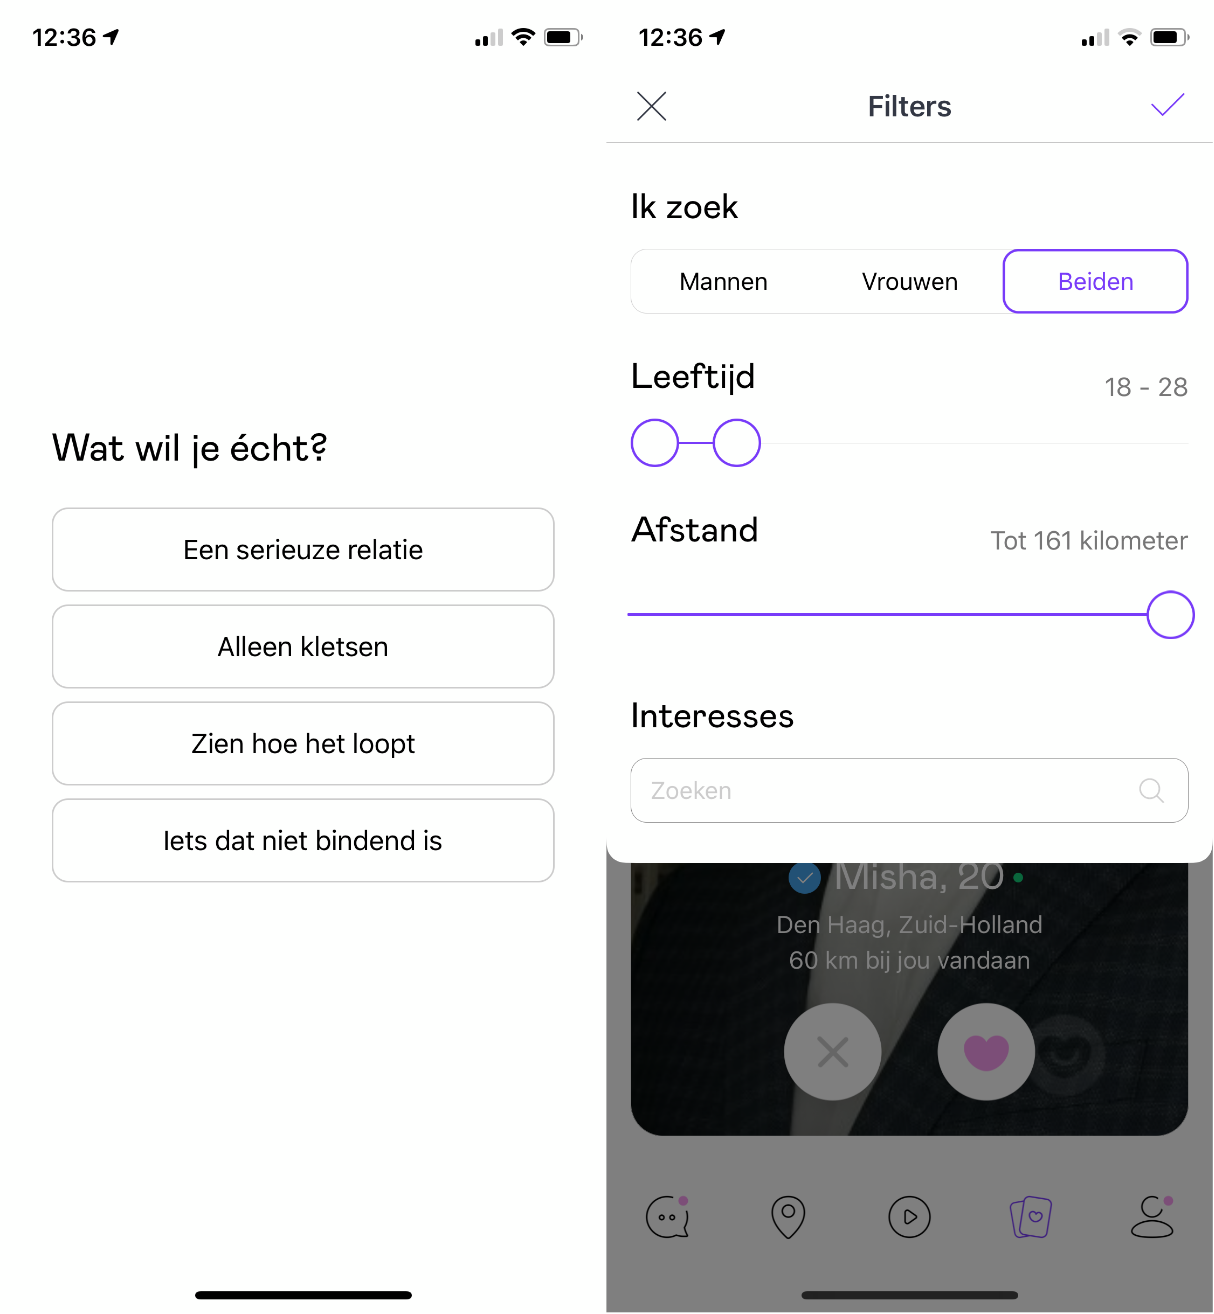 12:36
Wat wil je écht?
Een serieuze relatie
Alleen kletsen
Zien hoe het loopt
Iets dat niet bindend is
12:36
Filters
Ik zoek
Mannen Vrouwen Beiden
Leeftijd 18 - 28
Afstand Tot 161 kilometer
Interesses
Zoeken
Misha, 20
Den Haag, Zuid-Holland
60 km bij jou vandaan